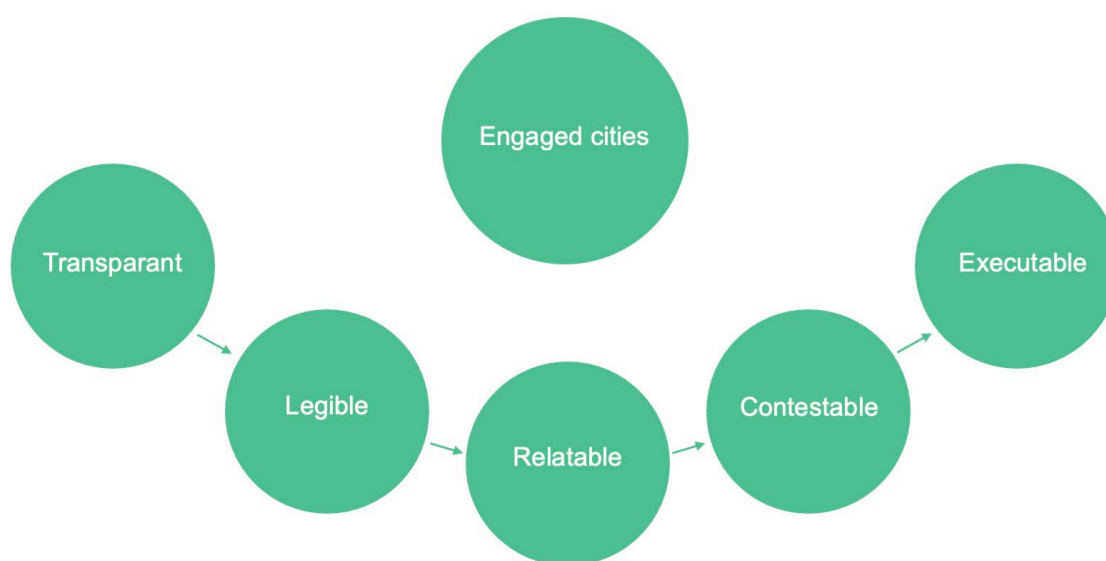 Engaged cities
Transparant
Legible
Relatable
Contestable
Executable